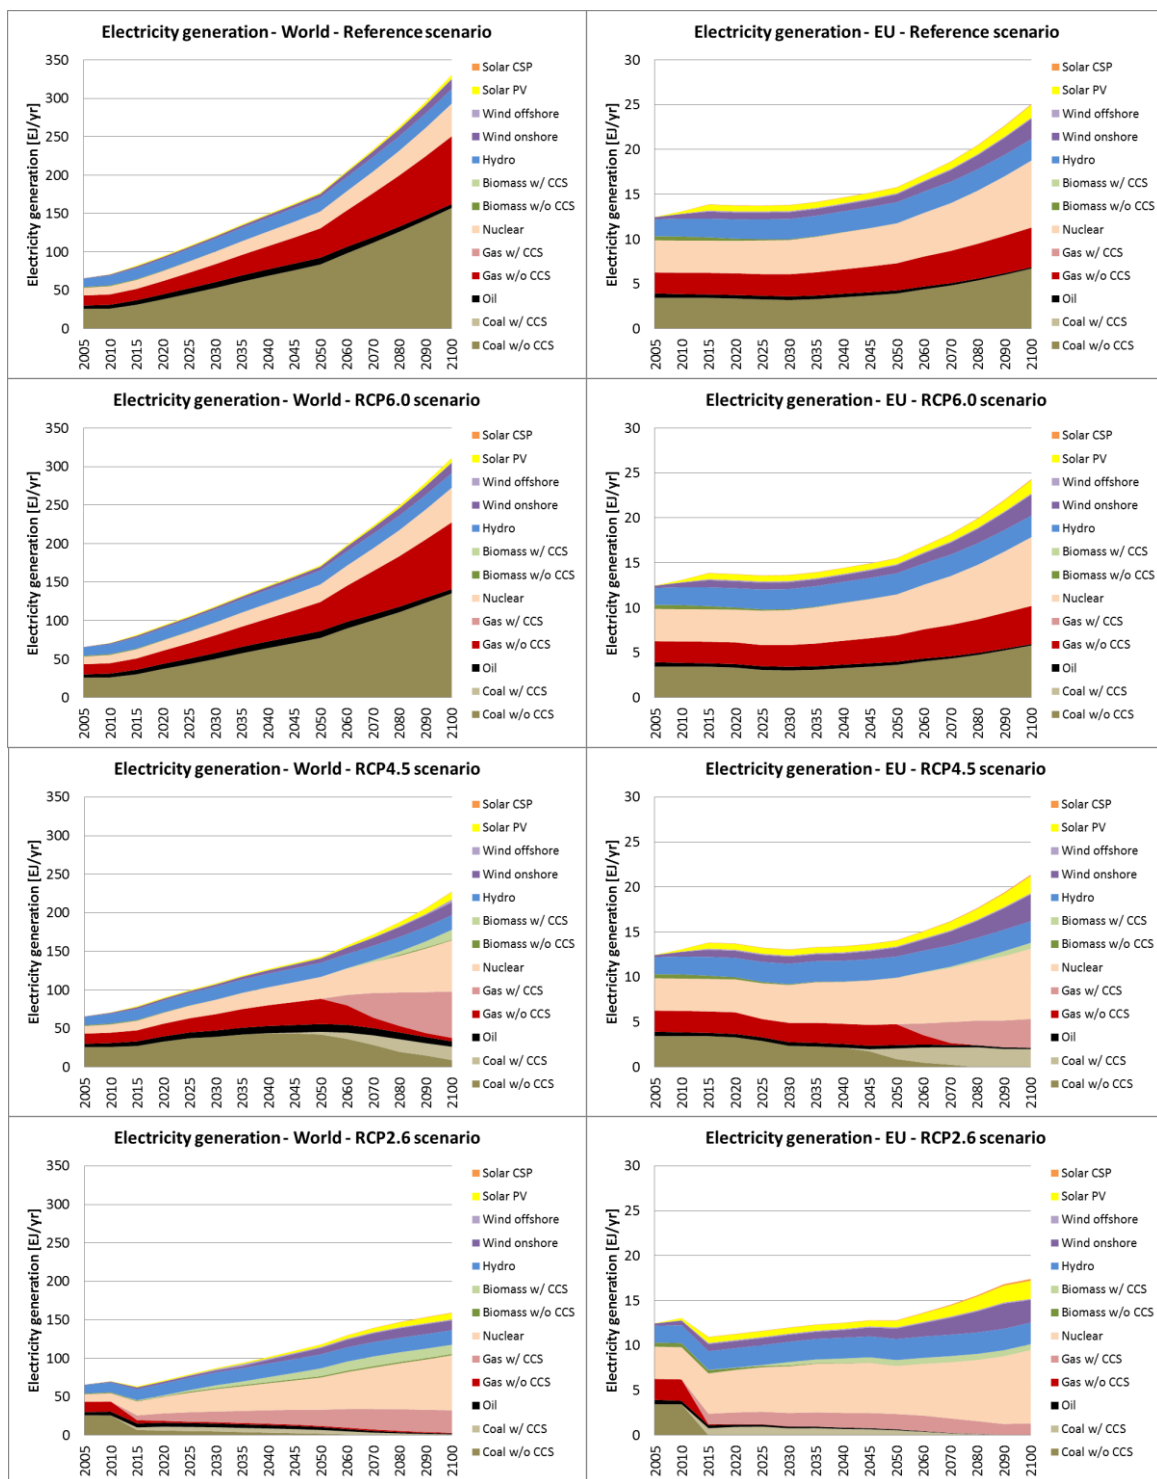 Electricity generation - World - Reference scenario
Electricity generation [EJ/yr]
350
300
250
200
150
100
50
0
2005
2010
2015
2020
2025
2030
2035
2040
2045
2050
2060
2070
2080
2090
2100
Solar CSP
Solar PV
Wind offshore
Wind onshore
Hydro
Biomass w/ CCS
Biomass w/o CCS
Nuclear
Gas w/ CCS
Gas w/o CCS
Oil
Coal w/ CCS
Coal w/o CCS
Electricity generation - EU - Reference scenario
Electricity generation [EJ/yr]
30
25
20
15
10
5
0
2005
2010
2015
2020
2025
2030
2035
2040
2045
2050
2060
2070
2080
2090
2100
Solar CSP
Solar PV
Wind offshore
Wind onshore
Hydro
Biomass w/ CCS
Biomass w/o CCS
Nuclear
Gas w/ CCS
Gas w/o CCS
Oil
Coal w/ CCS
Coal w/o CCS
Electricity generation - World - RCP6.0 scenario
Electricity generation [EJ/yr]
350
300
250
200
150
100
50
0
2005
2010
2015
2020
2025
2030
2035
2040
2045
2050
2060
2070
2080
2090
2100
Solar CSP
Solar PV
Wind offshore
Wind onshore
Hydro
Biomass w/ CCS
Biomass w/o CCS
Nuclear
Gas w/ CCS
Gas w/o CCS
Oil
Coal w/ CCS
Coal w/o CCS
Electricity generation - EU - RCP6.0 scenario
Electricity generation [EJ/yr]
30
25
20
15
10
5
0
2005
2010
2015
2020
2025
2030
2035
2040
2045
2050
2060
2070
2080
2090
2100
Solar CSP
Solar PV
Wind offshore
Wind onshore
Hydro
Biomass w/ CCS
Biomass w/o CCS
Nuclear
Gas w/ CCS
Gas w/o CCS
Oil
Coal w/ CCS
Coal w/o CCS
Electricity generation - World - RCP4.5 scenario
Electricity generation [EJ/yr]
350
300
250
200
150
100
50
0
2005
2010
2015
2020
2025
2030
2035
2040
2045
2050
2060
2070
2080
2090
2100
Solar CSP
Solar PV
Wind offshore
Wind onshore
Hydro
Biomass w/ CCS
Biomass w/o CCS
Nuclear
Gas w/ CCS
Gas w/o CCS
Oil
Coal w/ CCS
Coal w/o CCS
Electricity generation - EU - RCP4.5 scenario
Electricity generation [EJ/yr]
30
25
20
15
10
5
0
2005
2010
2015
2020
2025
2030
2035
2040
2045
2050
2060
2070
2080
2090
2100
Solar CSP
Solar PV
Wind offshore
Wind onshore
Hydro
Biomass w/ CCS
Biomass w/o CCS
Nuclear
Gas w/ CCS
Gas w/o CCS
Oil
Coal w/ CCS
Coal w/o CCS
Electricity generation - World - RCP2.6 scenario
Electricity generation [EJ/yr]
350
300
250
200
150
100
50
0
2005
2010
2015
2020
2025
2030
2035
2040
2045
2050
2060
2070
2080
2090
2100
Solar CSP
Solar PV
Wind offshore
Wind onshore
Hydro
Biomass w/ CCS
Biomass w/o CCS
Nuclear
Gas w/ CCS
Gas w/o CCS
Oil
Coal w/ CCS
Coal w/o CCS
Electricity generation - EU - RCP2.6 scenario
Electricity generation [EJ/yr]
30
25
20
15
10
5
0
2005
2010
2015
2020
2025
2030
2035
2040
2045
2050
2060
2070
2080
2090
2100
Solar CSP
Solar PV
Wind offshore
Wind onshore
Hydro
Biomass w/ CCS
Biomass w/o CCS
Nuclear
Gas w/ CCS
Gas w/o CCS
Oil
Coal w/ CCS
Coal w/o CCS